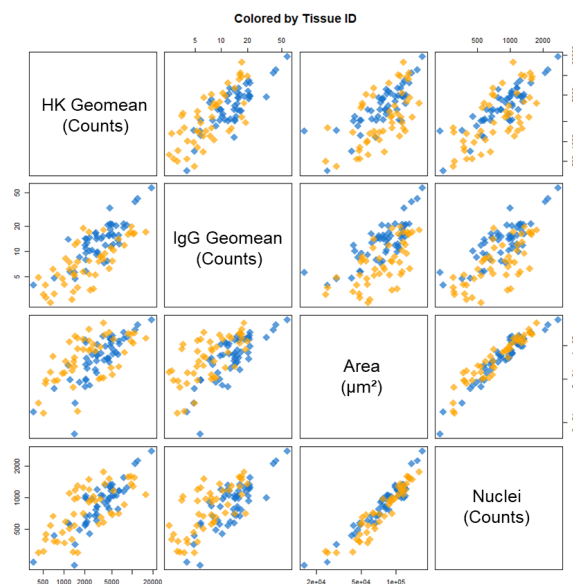 Colored by Tissue ID
5 10 20 50
500 1000 2000
HK Geomean
(Counts)
50
20
10
5
IgG Geomean
(Counts)
Area
(μm²)
2000
1000
500
Nuclei
(Counts)
500 1000 2000 5000 20000
2e+04 5e+04 1e+05